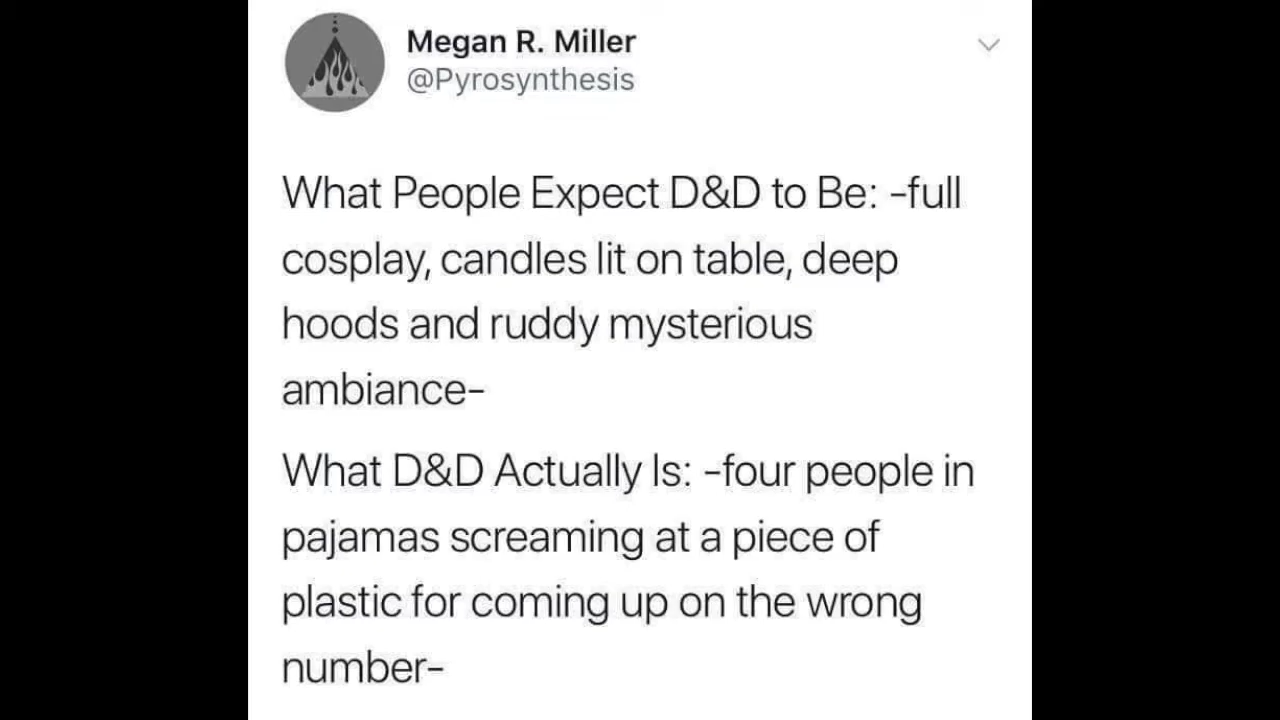 Megan R. Miller
@Pyrosynthesis
What People Expect D&D to Be: -full
cosplay, candles lit on table, deep
hoods and ruddy mysterious
ambiance-
What D&D Actually Is: -four people in
pajamas screaming at a piece of
plastic for coming up on the wrong
number-